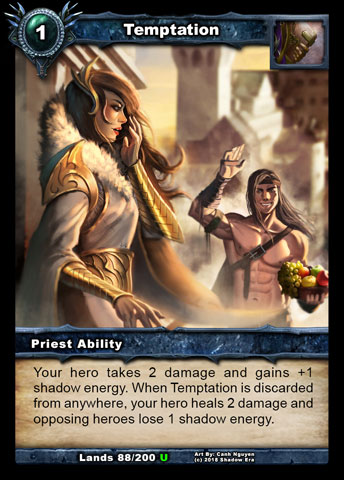 1
Temptation
Priest Ability
Your hero takes 2 damage and gains +1
shadow energy. When Temptation is discarded
from anywhere, your hero heals 2 damage and
opposing heroes lose 1 shadow energy.
Lands 88/200 U
Art By: Canh Nguyen
(c) 2018 Shadow Era